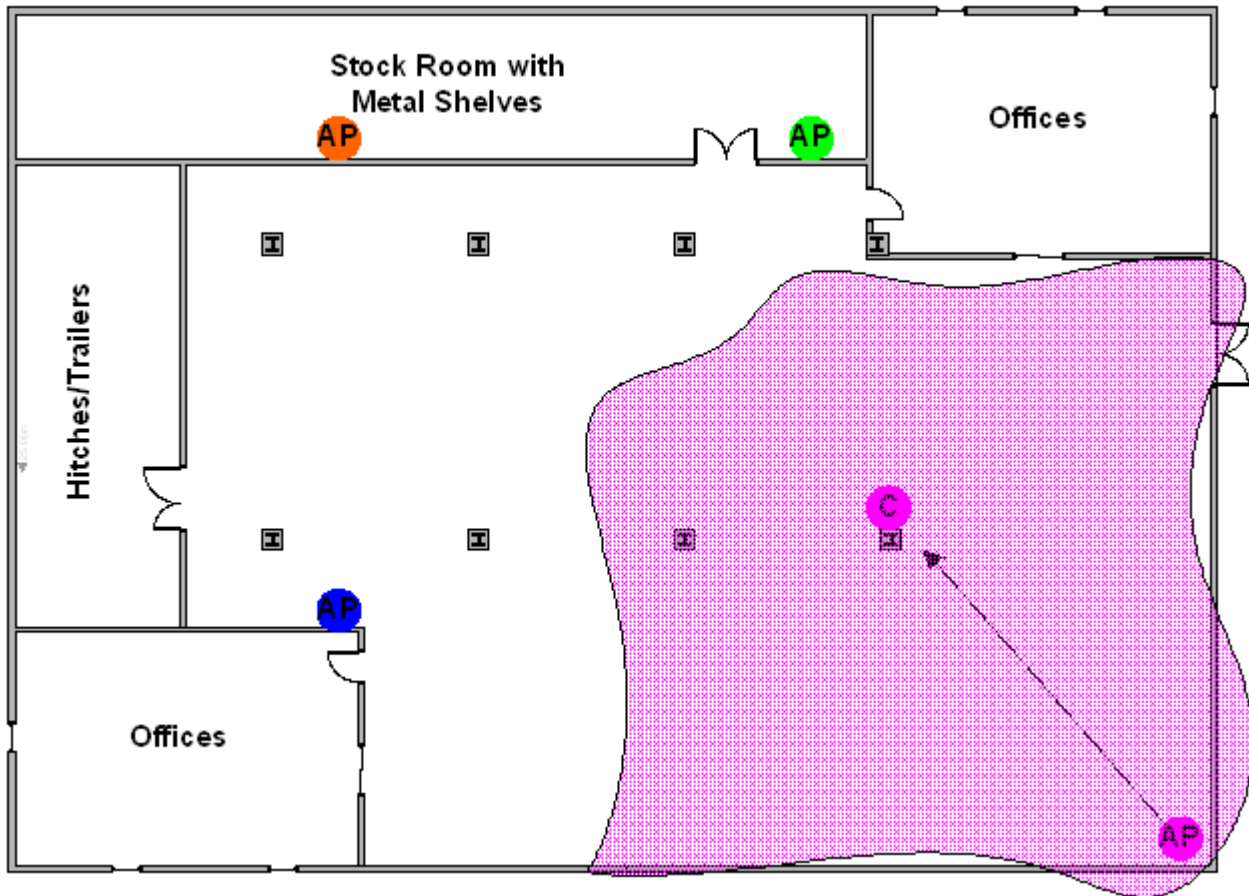 Stock Room with
Metal Shelves
AP
AP
Offices
Hitches/Trailers
C
AP
Offices
AP